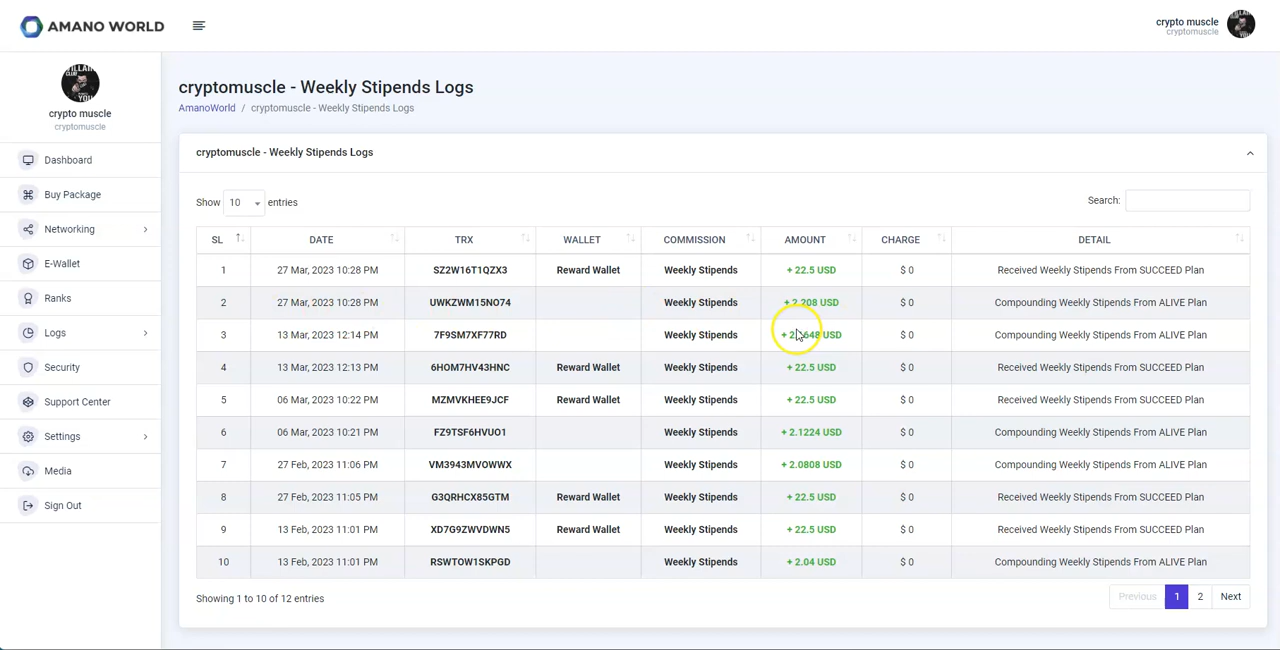 AMANO WORLD
crypto muscle
cryptomuscle
crypto muscle
cryptomuscle
Dashboard
Buy Package
Networking
E-Wallet
Ranks
Logs
Security
Support Center
Settings
Media
Sign Out
cryptomuscle - Weekly Stipends Logs
AmanoWorld / cryptomuscle - Weekly Stipends Logs
cryptomuscle - Weekly Stipends Logs
Show 10 entries Search:
SL DATE TRX WALLET COMMISSION AMOUNT CHARGE DETAIL
1 27 Mar, 2023 10:28 PM SZ2W16T1QZX3 Reward Wallet Weekly Stipends + 22.5 USD $ 0 Received Weekly Stipends From SUCCEED Plan
2 27 Mar, 2023 10:28 PM UWKZWM15NO74 Weekly Stipends + 2.208 USD $ 0 Compounding Weekly Stipends From ALIVE Plan
3 13 Mar, 2023 12:14 PM 7F9SM7XF77RD Weekly Stipends USD $ 0 Compounding Weekly Stipends From ALIVE Plan
4 13 Mar, 2023 12:13 PM 6HOM7HV43HNC Reward Wallet Weekly Stipends + 22.5 USD $ 0 Received Weekly Stipends From SUCCEED Plan
5 06 Mar, 2023 10:22 PM MZMVKHEE9JCF Reward Wallet Weekly Stipends + 22.5 USD $ 0 Received Weekly Stipends From SUCCEED Plan
6 06 Mar, 2023 10:21 PM FZ9TSF6HVUO1 Weekly Stipends + 2.1224 USD $ 0 Compounding Weekly Stipends From ALIVE Plan
7 27 Feb, 2023 11:06 PM VM3943MVOWWX Weekly Stipends + 2.0808 USD $ 0 Compounding Weekly Stipends From ALIVE Plan
8 27 Feb, 2023 11:05 PM G3QRHCX85GTM Reward Wallet Weekly Stipends + 22.5 USD $ 0 Received Weekly Stipends From SUCCEED Plan
9 13 Feb, 2023 11:01 PM XD7G9ZWVDWN5 Reward Wallet Weekly Stipends + 22.5 USD $ 0 Received Weekly Stipends From SUCCEED Plan
10 13 Feb, 2023 11:01 PM RSWTOW1SKPGD Weekly Stipends + 2.04 USD $ 0 Compounding Weekly Stipends From ALIVE Plan
Showing 1 to 10 of 12 entries
Previous 1 2 Next